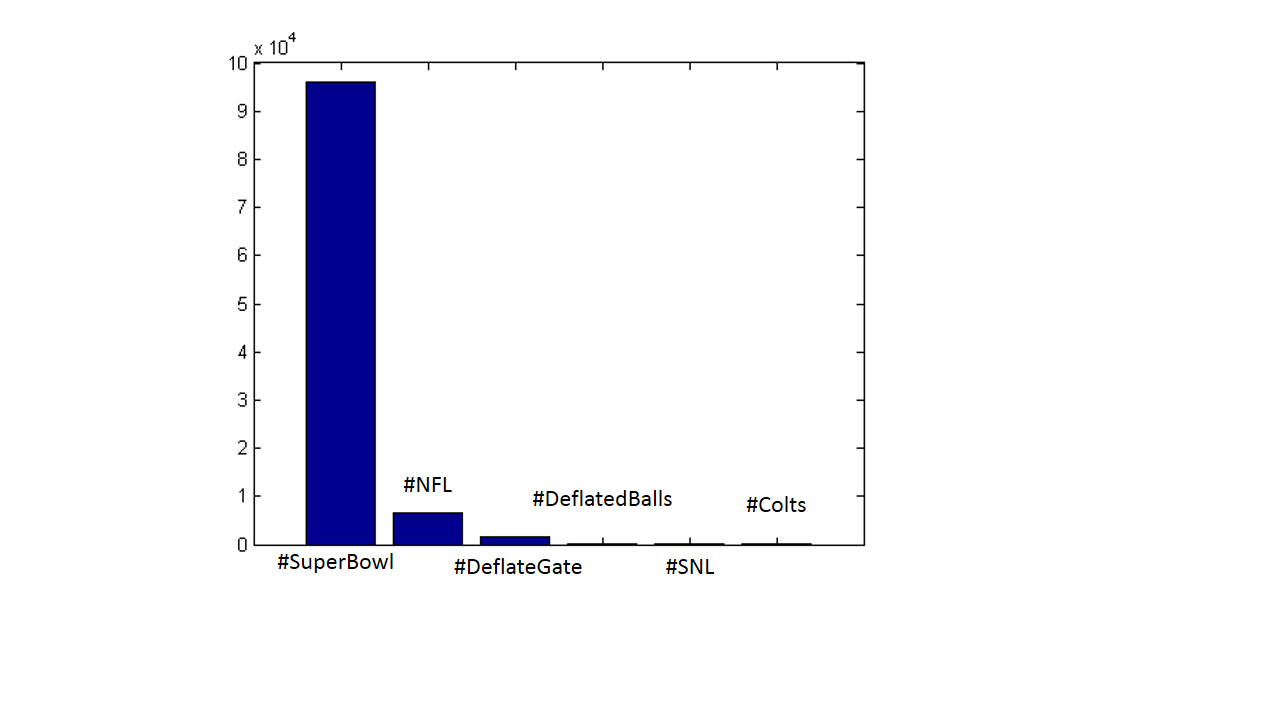 x 10^4
10
9
8
7
6
5
4
3
2
1
0
#NFL
#DeflatedBalls
#Colts
#SuperBowl
#DeflateGate
#SNL